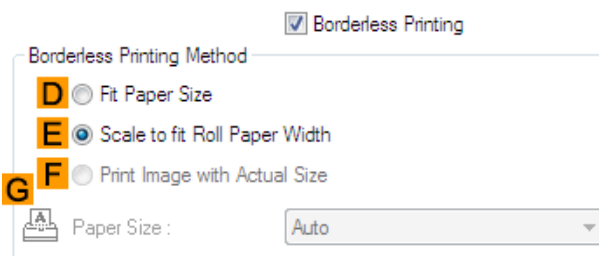 Borderless Printing
Borderless Printing Method
D Fit Paper Size
E Scale to fit Roll Paper Width
F Print Image with Actual Size
G
A Paper Size : Auto